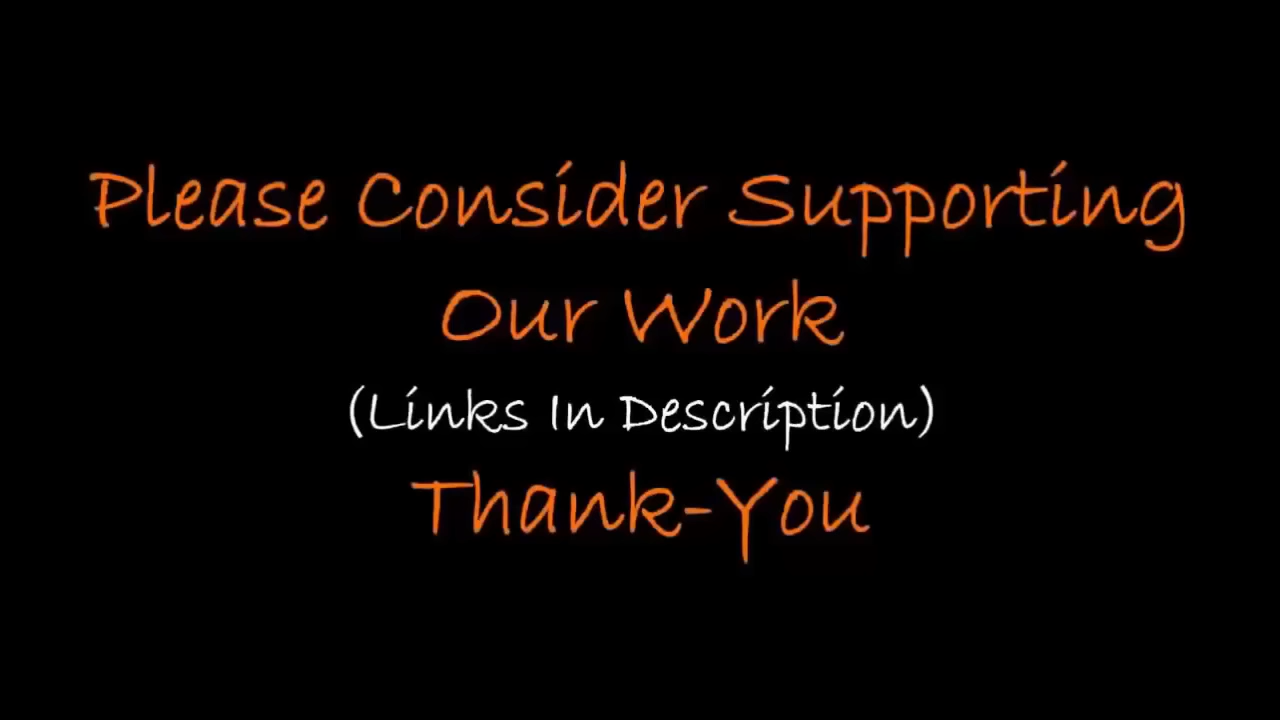 Please Consider Supporting
Our Work
(Links In Description)
Thank-You